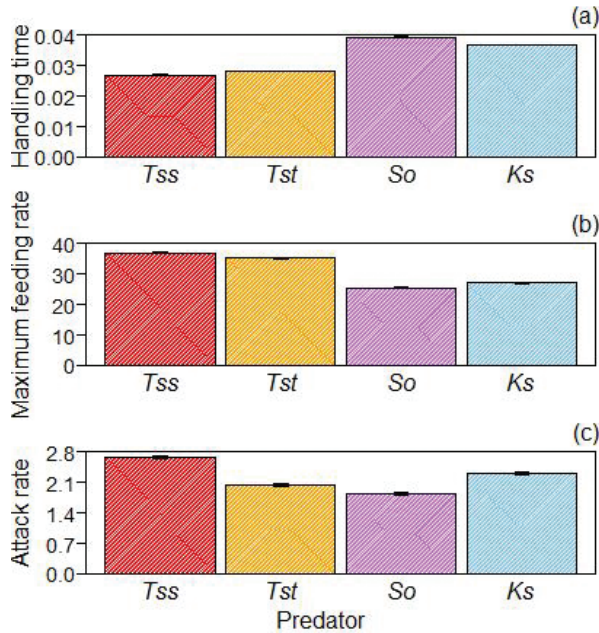 (a)
Handling time
0.04
0.03
0.02
0.01
0.00
Tss Tst So Ks
(b)
Maximum feeding rate
40
30
20
10
0
Tss Tst So Ks
(c)
Attack rate
2.8
2.1
1.4
0.7
0.0
Tss Tst So Ks
Predator